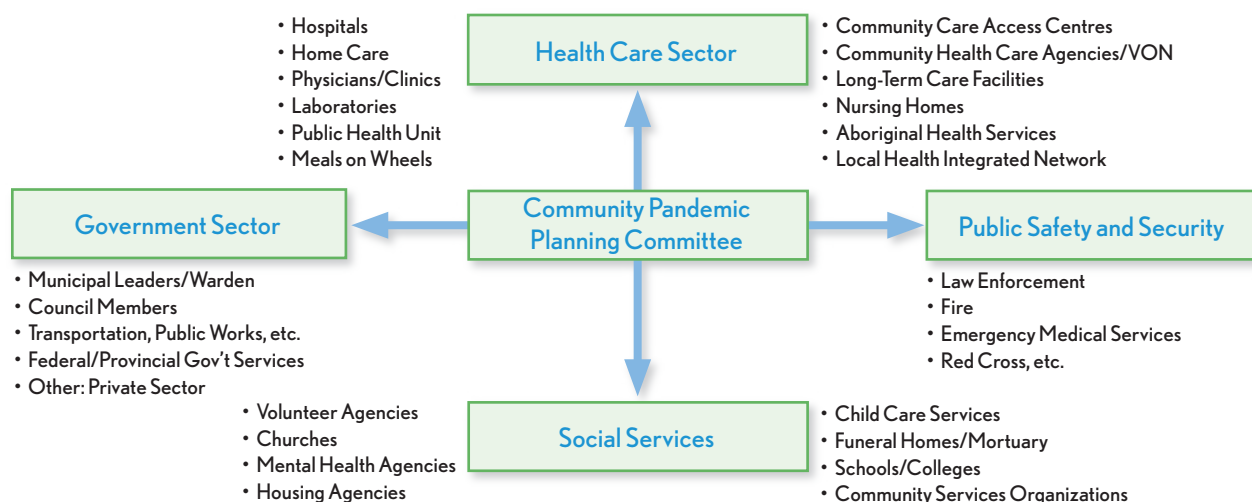 • Hospitals
• Home Care
• Physicians/Clinics
• Laboratories
• Public Health Unit
• Meals on Wheels
Health Care Sector
• Community Care Access Centres
• Community Health Care Agencies/VON
• Long-Term Care Facilities
• Nursing Homes
• Aboriginal Health Services
• Local Health Integrated Network
Government Sector
Community Pandemic
Planning Committee
Public Safety and Security
• Municipal Leaders/Warden
• Council Members
• Transportation, Public Works, etc.
• Federal/Provincial Gov't Services
• Other: Private Sector
• Law Enforcement
• Fire
• Emergency Medical Services
• Red Cross, etc.
• Volunteer Agencies
• Churches
• Mental Health Agencies
• Housing Agencies
Social Services
• Child Care Services
• Funeral Homes/Mortuary
• Schools/Colleges
• Community Services Organizations